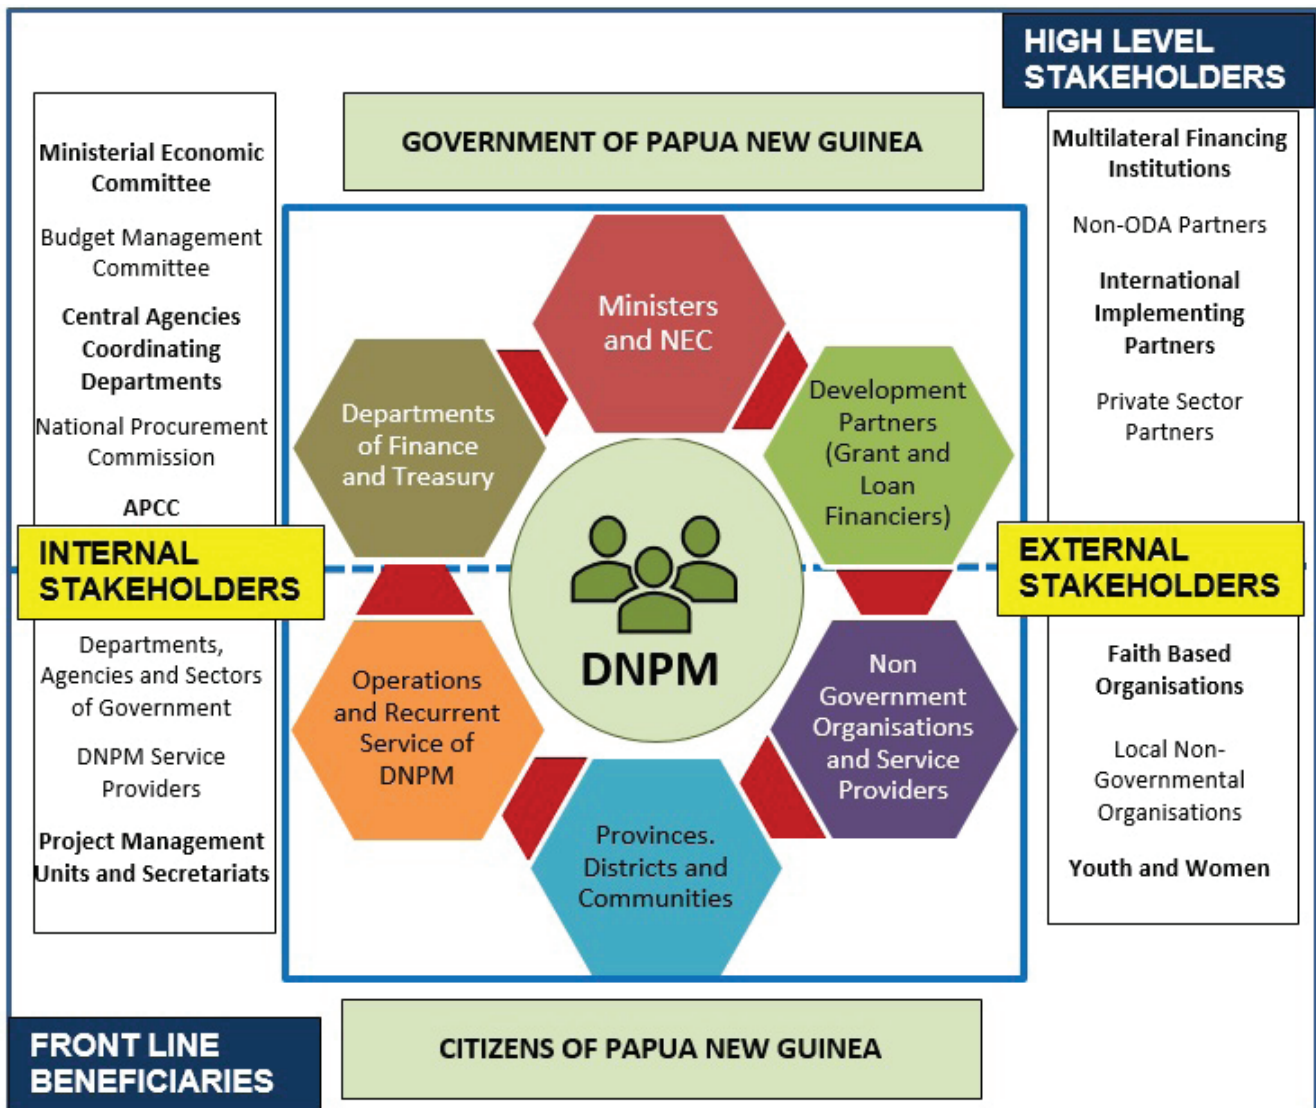 HIGH LEVEL
STAKEHOLDERS
GOVERNMENT OF PAPUA NEW GUINEA
Ministerial Economic
Committee
Budget Management
Committee
Central Agencies
Coordinating
Departments
National Procurement
Commission
APCC
INTERNAL
STAKEHOLDERS
Departments,
Agencies and Sectors
of Government
DNPM Service
Providers
Project Management
Units and Secretariats
Ministers
and NEC
Departments
of Finance
and Treasury
Development
Partners
(Grant and
Loan
Financiers)
DNPM
Operations
and Recurrent
Service of
DNPM
Non
Government
Organisations
and Service
Providers
Provinces.
Districts and
Communities
Multilateral Financing
Institutions
Non-ODA Partners
International
Implementing
Partners
Private Sector
Partners
EXTERNAL
STAKEHOLDERS
Faith Based
Organisations
Local Non-
Governmental
Organisations
Youth and Women
FRONT LINE
BENEFICIARIES
CITIZENS OF PAPUA NEW GUINEA